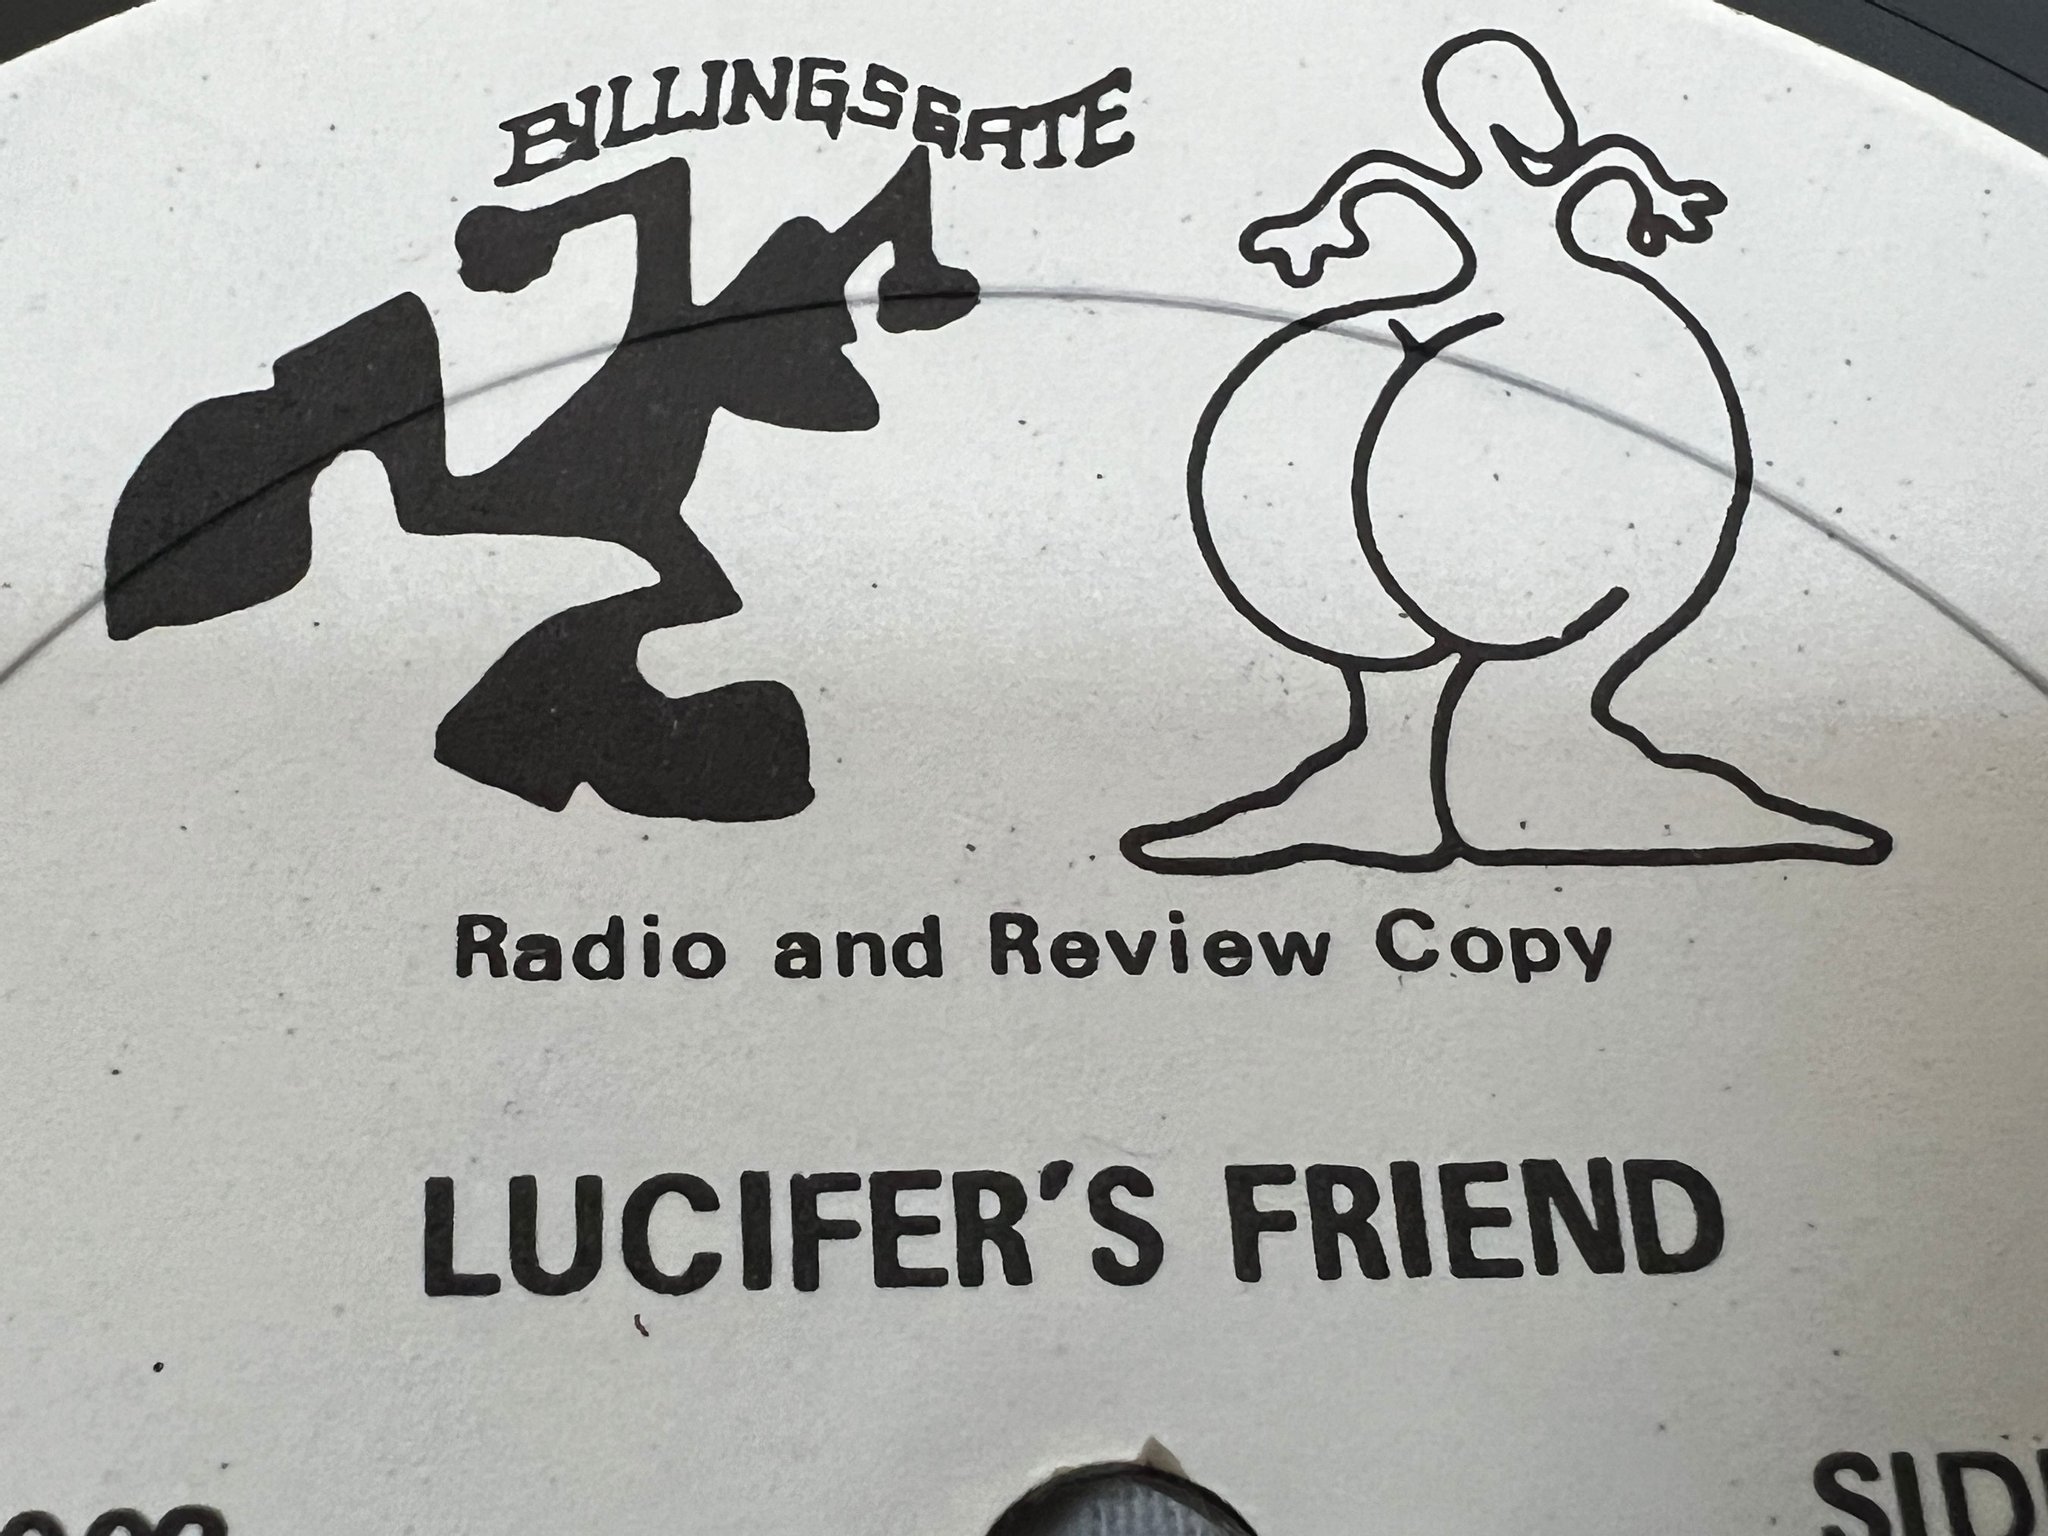 BILLINGSGATE
Radio and Review Copy
LUCIFER'S FRIEND